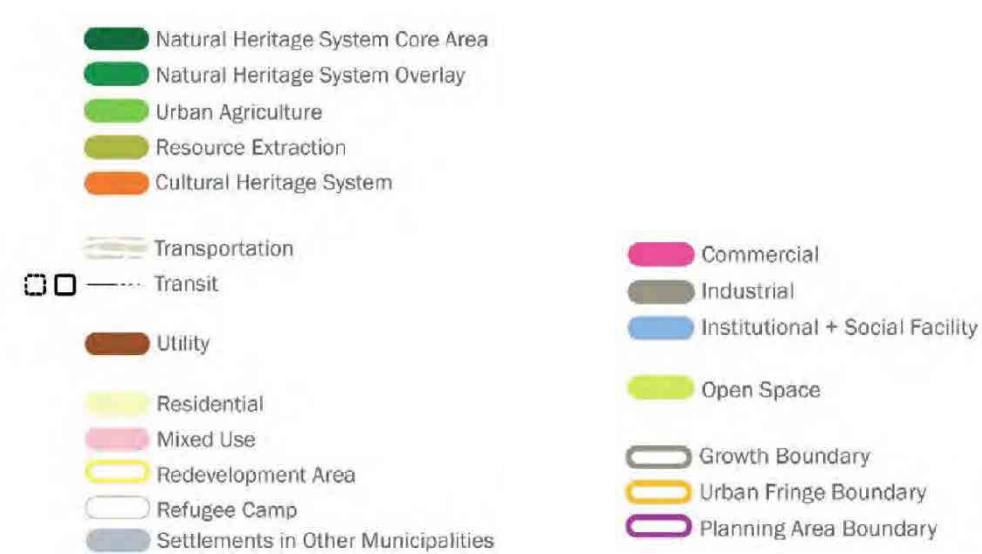 Natural Heritage System Core Area
Natural Heritage System Overlay
Urban Agriculture
Resource Extraction
Cultural Heritage System
Transportation
Transit
Utility
Residential
Mixed Use
Redevelopment Area
Refugee Camp
Settlements in Other Municipalities
Commercial
Industrial
Institutional + Social Facility
Open Space
Growth Boundary
Urban Fringe Boundary
Planning Area Boundary